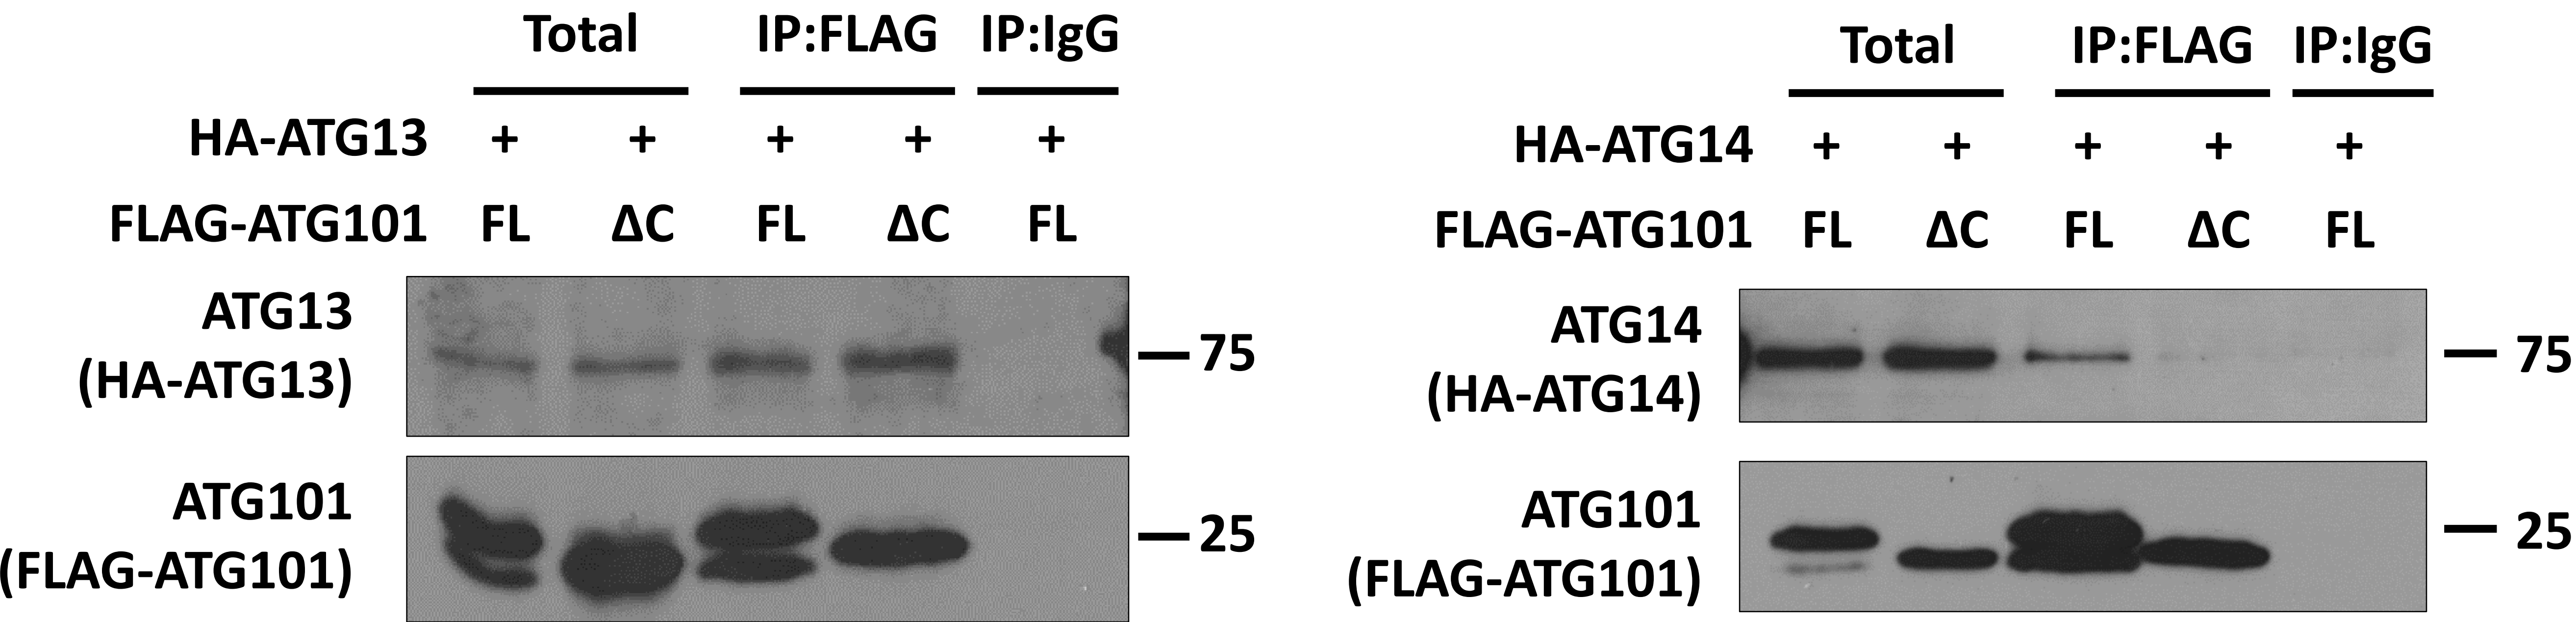 Total IP:FLAG IP:IgG
HA-ATG13 + + + + +
FLAG-ATG101 FL ΔC FL ΔC FL
ATG13
(HA-ATG13)
75
ATG101
(FLAG-ATG101)
25
Total IP:FLAG IP:IgG
HA-ATG14 + + + + +
FLAG-ATG101 FL ΔC FL ΔC FL
ATG14
(HA-ATG14)
75
ATG101
(FLAG-ATG101)
25